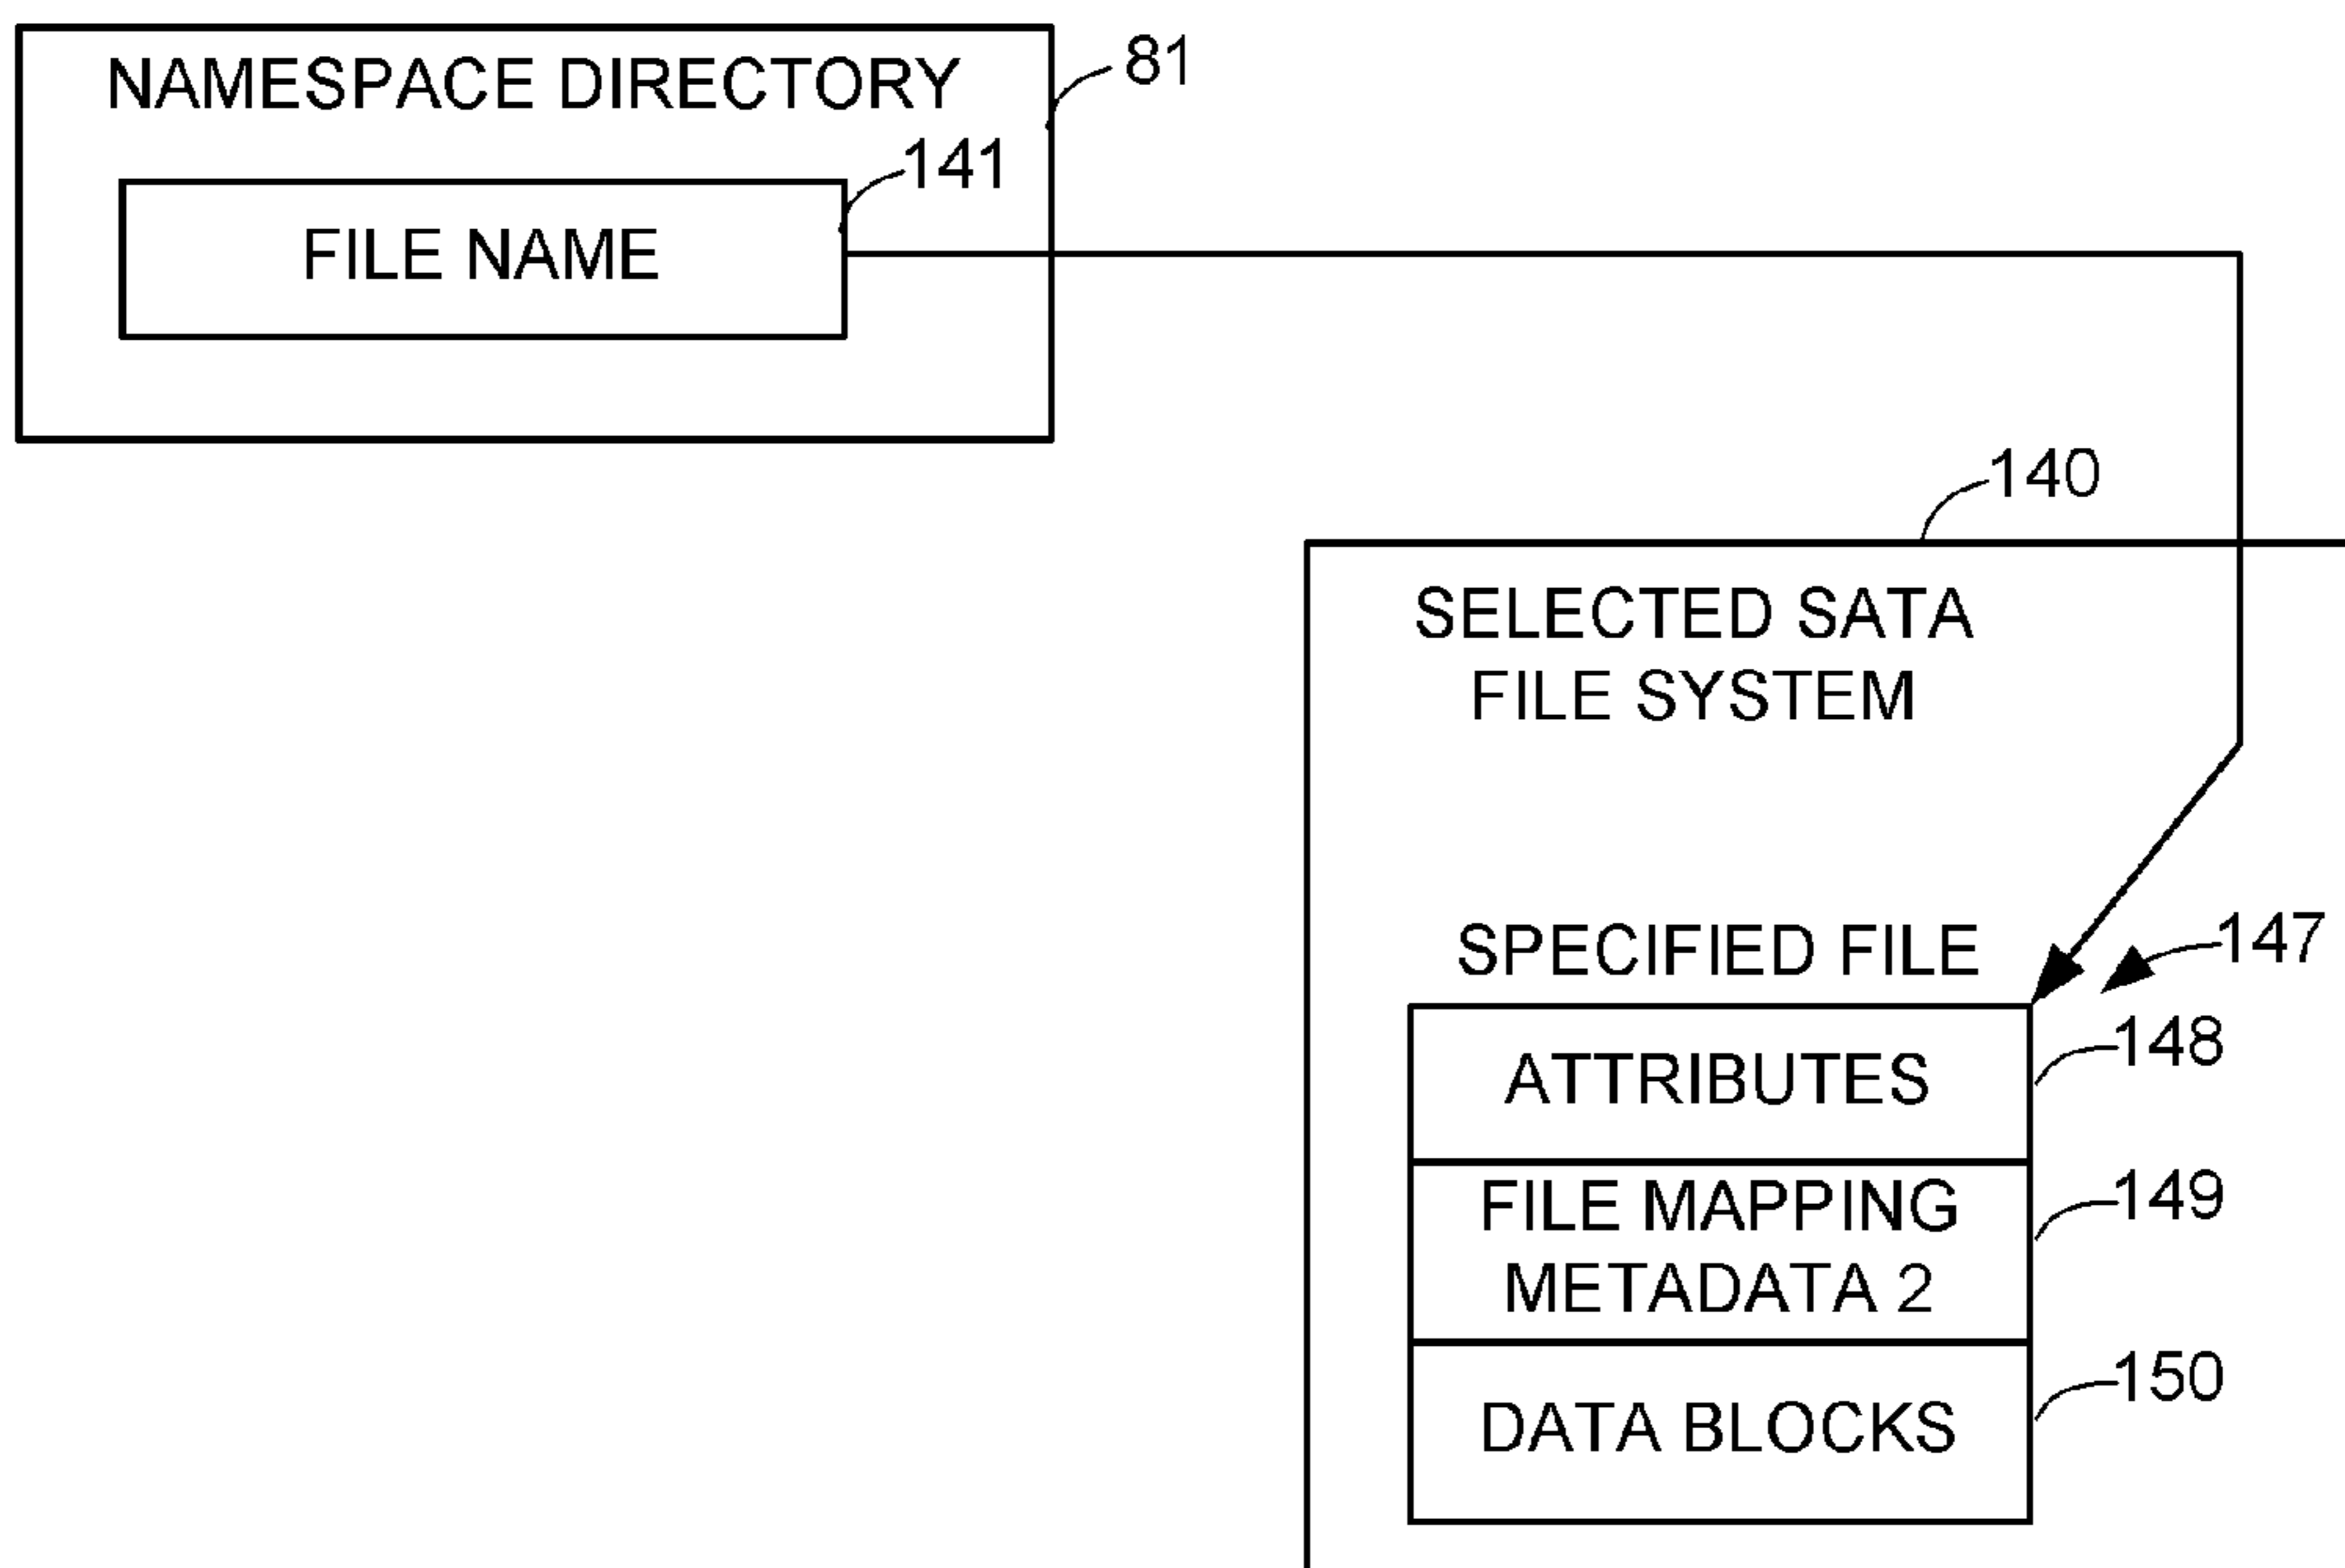 NAMESPACE DIRECTORY
81
141
FILE NAME
140
SELECTED SATA
FILE SYSTEM
SPECIFIED FILE
147
ATTRIBUTES
148
FILE MAPPING
METADATA 2
149
DATA BLOCKS
150